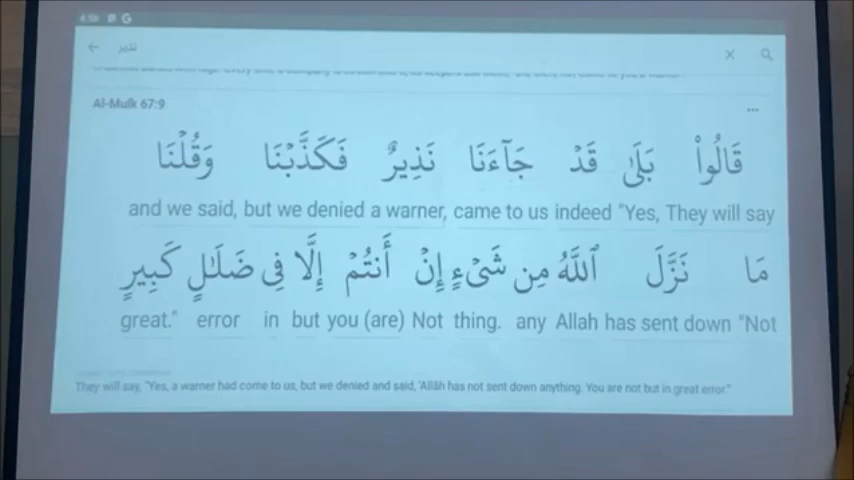 4:56 G
نذير
Al-Mulk 67:9
قَالُوا۟ بَلَىٰ قَدْ جَآءَنَا نَذِيرٌ فَكَذَّبْنَا وَقُلْنَا
and we said, but we denied a warner, came to us indeed "Yes, They will say
مَا نَزَّلَ ٱللَّهُ مِن شَىْءٍ إِنْ أَنتُمْ إِلَّا فِى ضَلَـٰلٍ كَبِيرٍ
great." error in but you (are) Not thing. any Allah has sent down "Not
They will say, "Yes, a warner had come to us, but we denied and said, 'Allāh has not sent down anything. You are not but in great error.'"